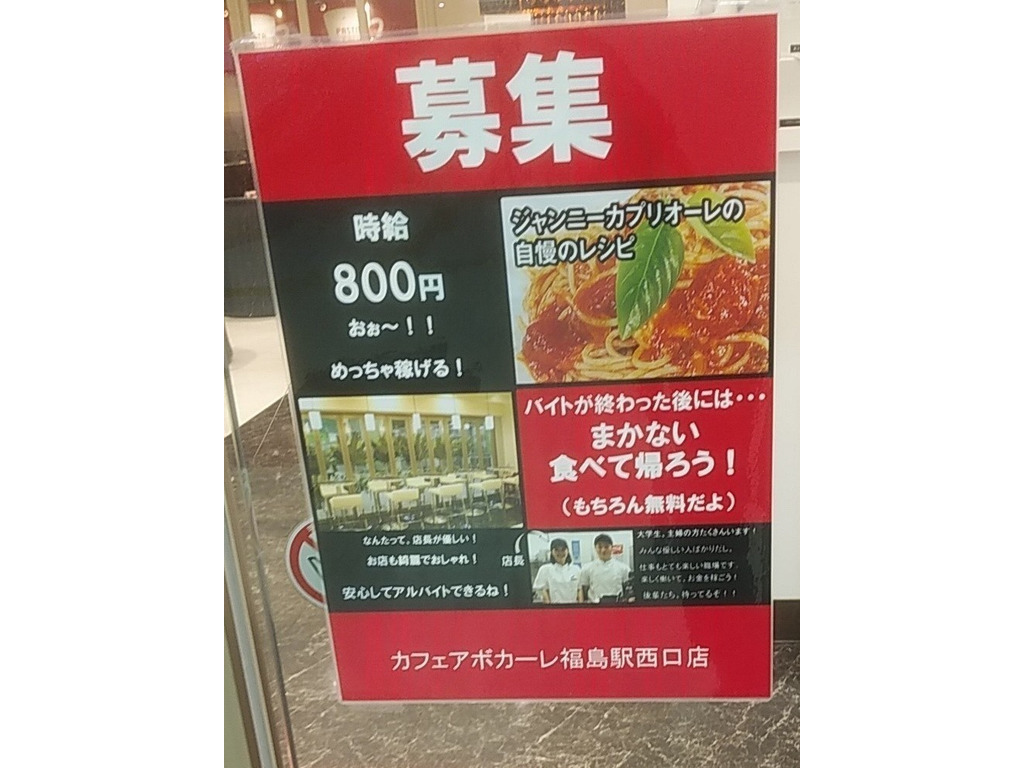 募集
時給
800円
おぉ～！！
めっちゃ稼げる！
ジャンニーカプリオーレの
自慢のレシピ
バイトが終わった後には・・・
まかない
食べて帰ろう！
（もちろん無料だよ）
なんたって、店長が優しい！
お店も綺麗でおしゃれ！
安心してアルバイトできるね！
店長
大学生，主婦の方たくさんいます！
みんな優しい人ばかりだし、
仕事もとても楽しい職場です
楽しく働いて、お金を稼ごう！
後輩たち、待ってるぞ！！
カフェアボカーレ福島駅西口店